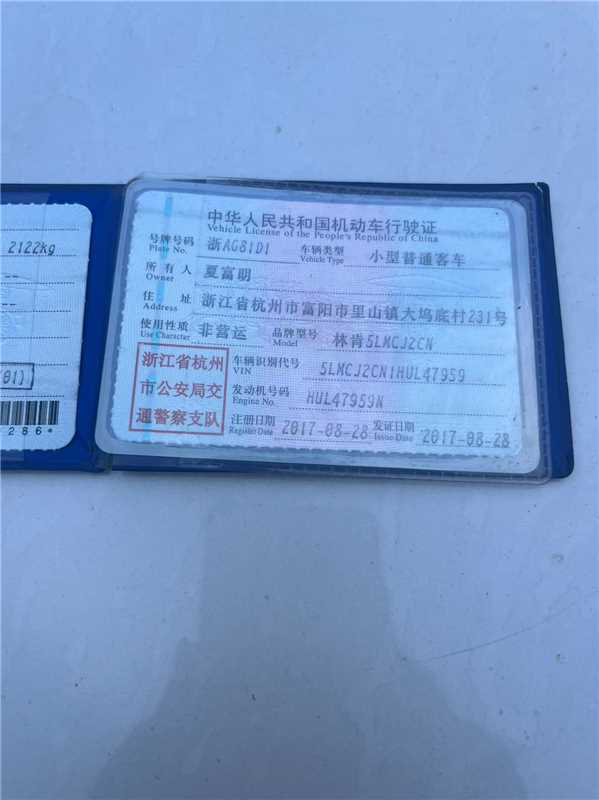 2122kg
B1)
286*
中华人民共和国机动车行驶证
Vehicle License of the People's Republic of China
号牌号码 浙AG81D1 车辆类型 小型普通客车
Plate No. Vehicle Type
所有人 夏富明
Owner
住址 浙江省杭州市富阳市里山镇大坞底村231号
Address
使用性质 非营运 品牌型号 林肯5LMCJ2CN
Use Character Model
浙江省杭州
市公安局交
通警察支队
车辆识别代号 5LMCJ2CN1HUL47959
VIN
发动机号码 HUL47959N
Engine No.
注册日期 2017-08-28 发证日期 2017-08-28
Register Date Issue Date